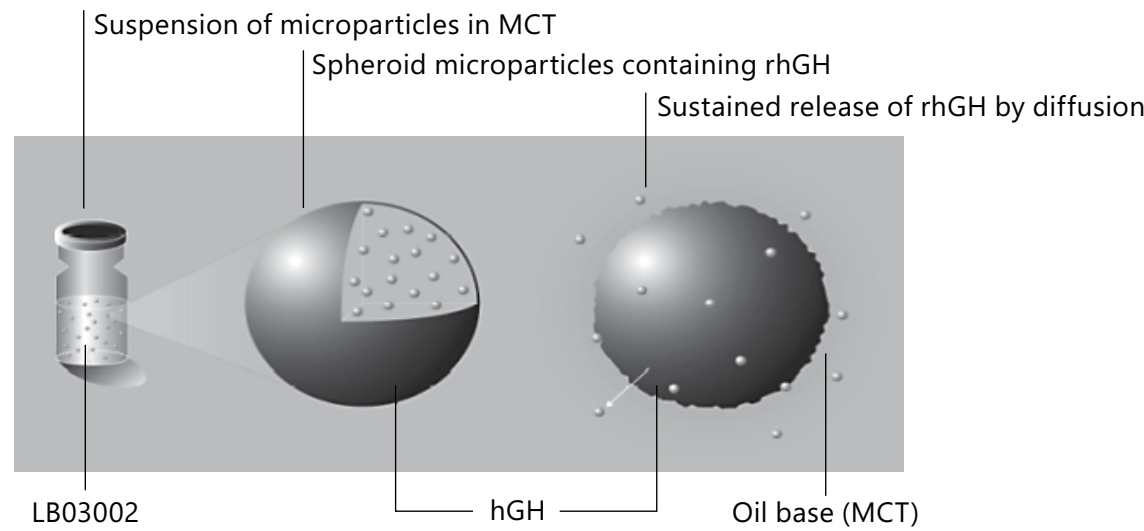 Suspension of microparticles in MCT
Spheroid microparticles containing rhGH
Sustained release of rhGH by diffusion
LB03002
hGH
Oil base (MCT)